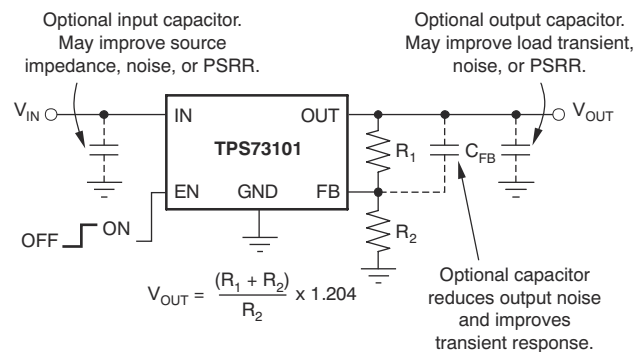 Optional input capacitor.
May improve source
impedance, noise, or PSRR.
Optional output capacitor.
May improve load transient,
noise, or PSRR.
VIN
IN
OUT
VOUT
TPS73101
R1
CFB
EN
GND
FB
OFF
ON
R2
VOUT = (R1 + R2) / R2 x 1.204
Optional capacitor
reduces output noise
and improves
transient response.